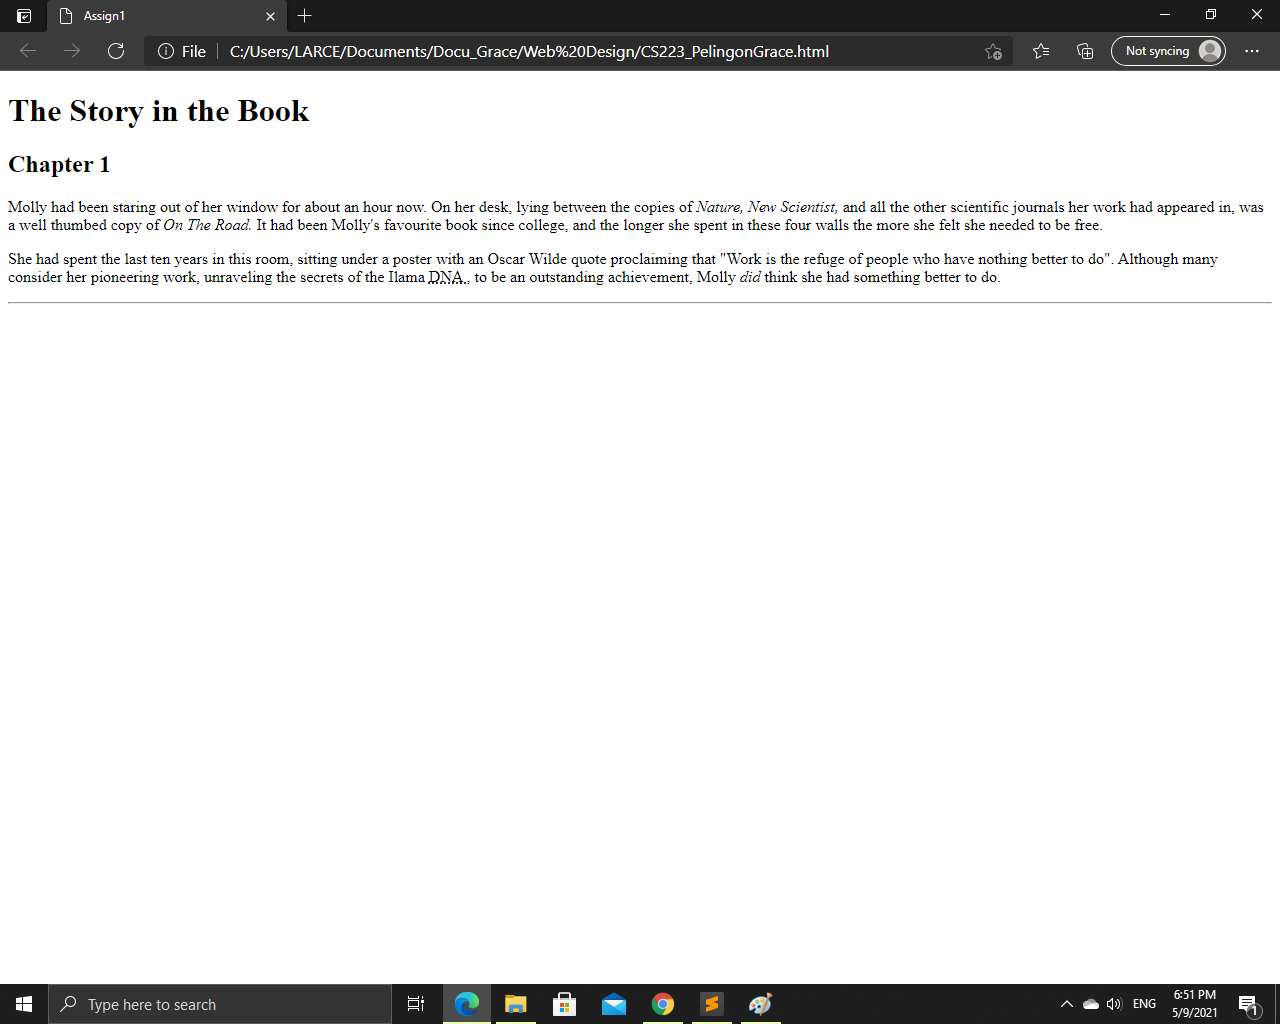 Assign1
File
C:/Users/LARCE/Documents/Docu_Grace/Web%20Design/CS223_PelingonGrace.html
Not syncing
The Story in the Book
Chapter 1
Molly had been staring out of her window for about an hour now. On her desk, lying between the copies of Nature, New Scientist, and all the other scientific journals her work had appeared in, was
a well thumbed copy of On The Road. It had been Molly's favourite book since college, and the longer she spent in these four walls the more she felt she needed to be free.
She had spent the last ten years in this room, sitting under a poster with an Oscar Wilde quote proclaiming that "Work is the refuge of people who have nothing better to do". Although many
consider her pioneering work, unraveling the secrets of the Ilama DNA., to be an outstanding achievement, Molly did think she had something better to do.
Type here to search
ENG
6:51 PM
5/9/2021
1